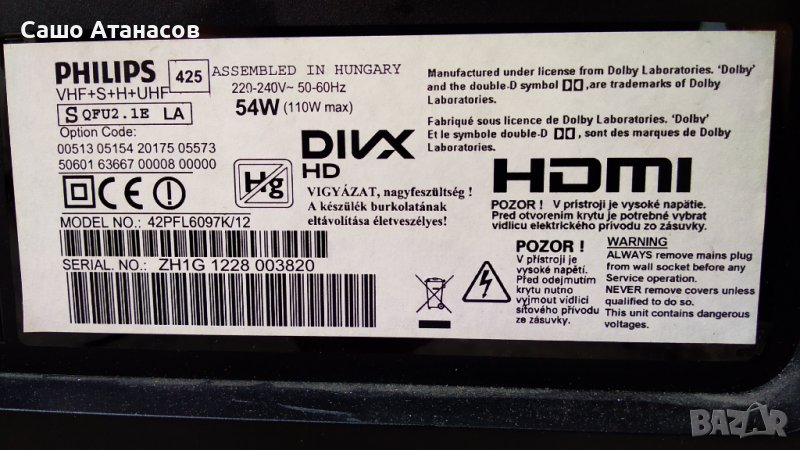 Сашо Атанасов
PHILIPS
425
ASSEMBLED IN HUNGARY
VHF+S+H+UHF
220-240V~ 50-60Hz
S QFU2.1E LA
54W (110W max)
Option Code:
00513 05154 20175 05573
50601 63667 00008 00000
DIVX
HD
Hg
VIGYÁZAT, nagyfeszültség !
A készülék burkolatának
eltávolítása életveszélyes!
MODEL NO.: 42PFL6097K/12
SERIAL NO.: ZH1G 1228 003820
Manufactured under license from Dolby Laboratories. 'Dolby'
and the double-D symbol DD ,are trademarks of Dolby
Laboratories.
Fabriqué sous licence de Dolby Laboratories. 'Dolby'
Et le symbole double-D DD , sont des marques de Dolby
Laboratories.
HDMI
POZOR ! V pristroji je vysoké napätie.
Pred otvorením krytu je potrebné vybrat
vidlicu elektrického prívodu zo zásuvky.
POZOR !
V přístroji je
vysoké napětí.
Před odejmutím
krytu nutno
vyjmout vidlici
síťového přívodu
ze zásuvky.
WARNING
ALWAYS remove mains plug
from wall socket before any
Service operation.
NEVER remove covers unless
qualified to do so.
This unit contains dangerous
voltages.
BAZAR